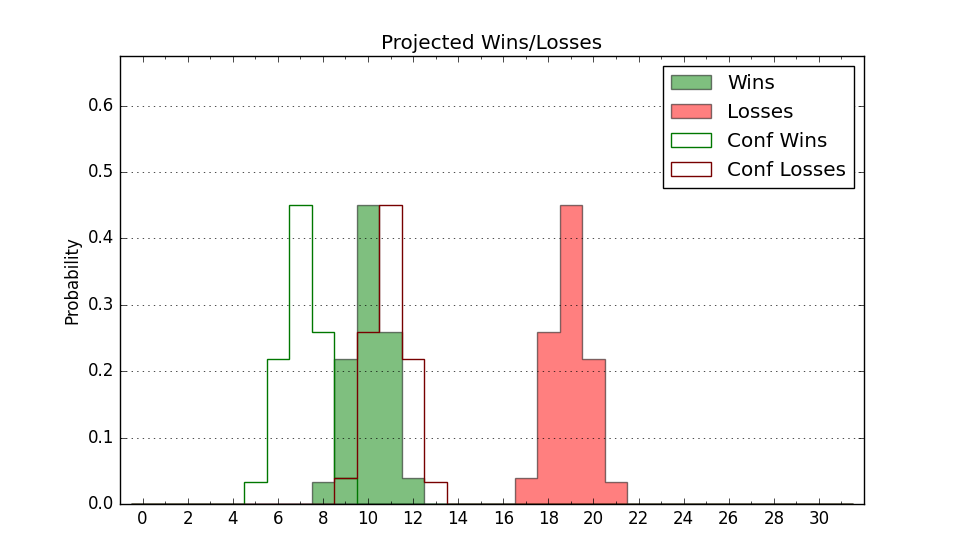 Projected Wins/Losses
Wins
Losses
Conf Wins
Conf Losses
Probability
0.6
0.5
0.4
0.3
0.2
0.1
0.0
0 2 4 6 8 10 12 14 16 18 20 22 24 26 28 30